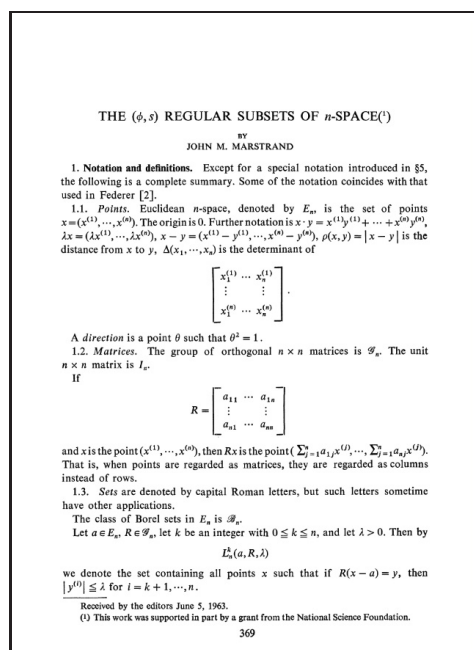 THE (ϕ, s) REGULAR SUBSETS OF n-SPACE(¹)
BY
JOHN M. MARSTRAND
1. Notation and definitions. Except for a special notation introduced in §5,
the following is a complete summary. Some of the notation coincides with that
used in Federer [2].
1.1. Points. Euclidean n-space, denoted by Eₙ, is the set of points
x=(x⁽¹⁾,⋯,x⁽ⁿ⁾). The origin is 0. Further notation is x·y = x⁽¹⁾y⁽¹⁾ + ⋯ + x⁽ⁿ⁾y⁽ⁿ⁾,
λx = (λx⁽¹⁾,⋯,λx⁽ⁿ⁾), x − y = (x⁽¹⁾ − y⁽¹⁾,⋯,x⁽ⁿ⁾ − y⁽ⁿ⁾), ρ(x,y) = |x − y| is the
distance from x to y, Δ(x₁,⋯,xₙ) is the determinant of
[ x₁⁽¹⁾ ⋯ xₙ⁽¹⁾
⋮ ⋮
x₁⁽ⁿ⁾ ⋯ xₙ⁽ⁿ⁾ ] .
A direction is a point θ such that θ² = 1.
1.2. Matrices. The group of orthogonal n × n matrices is 𝒢ₙ. The unit
n × n matrix is Iₙ.
If
R = [ a₁₁ ⋯ a₁ₙ
⋮ ⋮
aₙ₁ ⋯ aₙₙ ]
and x is the point (x⁽¹⁾,⋯,x⁽ⁿ⁾), then Rx is the point (∑ⁿⱼ₌₁a₁ⱼx⁽ʲ⁾,⋯, ∑ⁿⱼ₌₁aₙⱼx⁽ʲ⁾).
That is, when points are regarded as matrices, they are regarded as columns
instead of rows.
1.3. Sets are denoted by capital Roman letters, but such letters sometime
have other applications.
The class of Borel sets in Eₙ is ℬₙ.
Let a ∈ Eₙ, R ∈ 𝒢ₙ, let k be an integer with 0 ≦ k ≦ n, and let λ > 0. Then by
Lᵏₙ(a, R, λ)
we denote the set containing all points x such that if R(x − a) = y, then
|y⁽ⁱ⁾| ≦ λ for i = k + 1,⋯,n.
Received by the editors June 5, 1963.
(¹) This work was supported in part by a grant from the National Science Foundation.
369